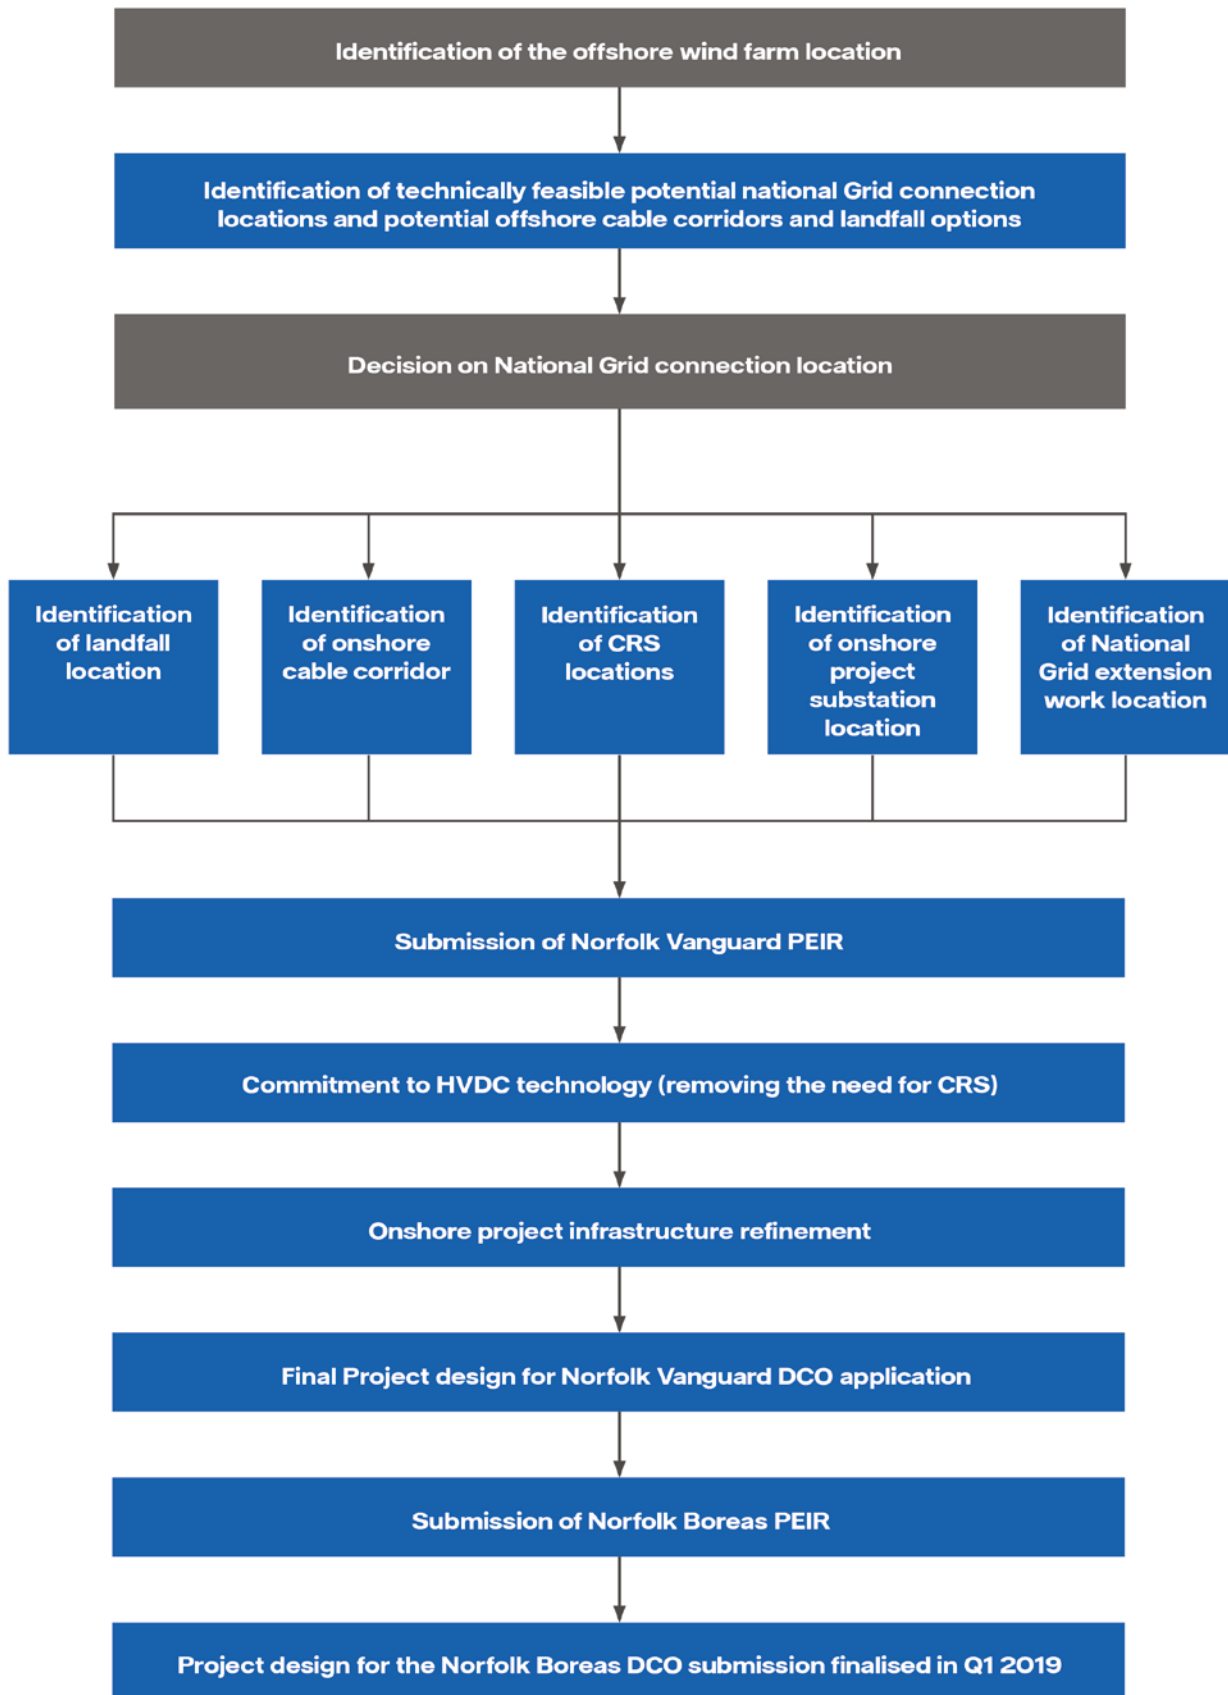 Identification of the offshore wind farm location
Identification of technically feasible potential national Grid connection
locations and potential offshore cable corridors and landfall options
Decision on National Grid connection location
Identification
of landfall
location
Identification
of onshore
cable corridor
Identification
of CRS
locations
Identification
of onshore
project
substation
location
Identification
of National
Grid extension
work location
Submission of Norfolk Vanguard PEIR
Commitment to HVDC technology (removing the need for CRS)
Onshore project infrastructure refinement
Final Project design for Norfolk Vanguard DCO application
Submission of Norfolk Boreas PEIR
Project design for the Norfolk Boreas DCO submission finalised in Q1 2019